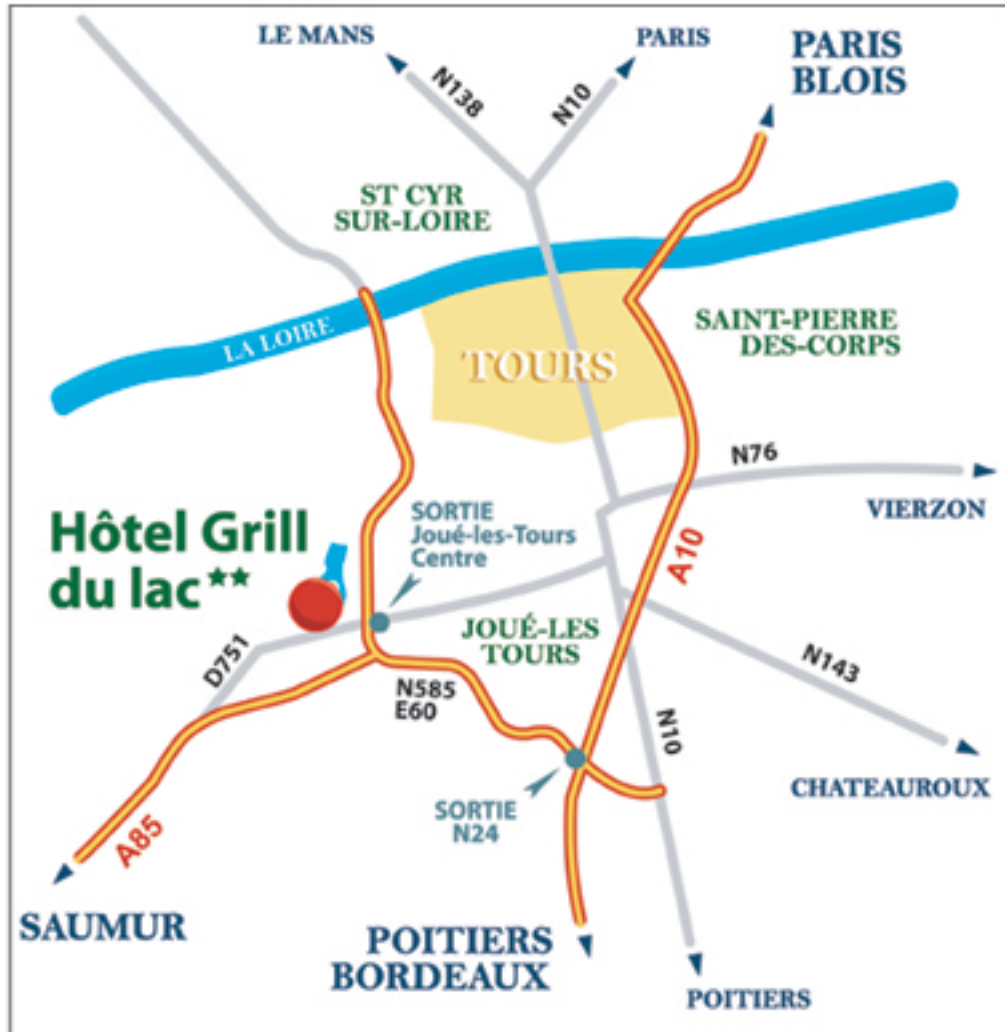 LE MANS
PARIS
PARIS
BLOIS
N138
N10
ST CYR
SUR-LOIRE
LA LOIRE
SAINT-PIERRE
DES-CORPS
TOURS
N76
VIERZON
SORTIE
Joué-les-Tours
Centre
Hôtel Grill
du lac**
A10
JOUÉ-LES
TOURS
D751
N585
E60
N143
N10
CHATEAUROUX
SORTIE
N24
A85
SAUMUR
POITIERS
BORDEAUX
POITIERS